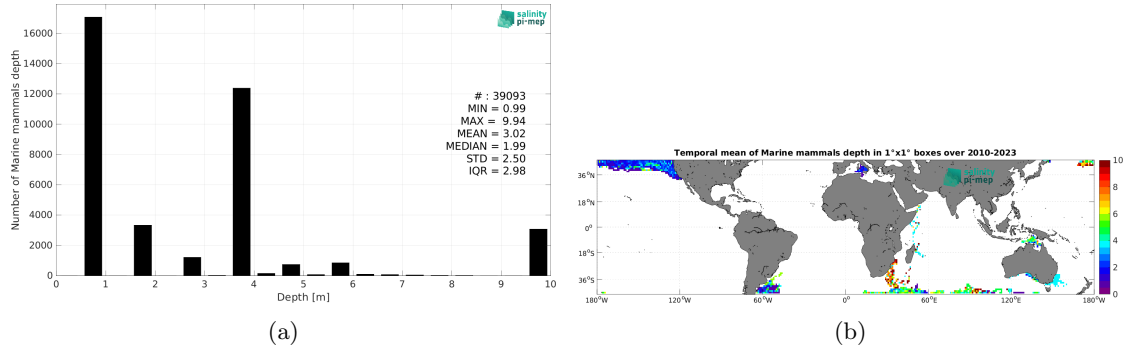 salinity
pi-mep
Number of Marine mammals depth
16000
14000
12000
10000
8000
6000
4000
2000
0
# : 39093
MIN = 0.99
MAX = 9.94
MEAN = 3.02
MEDIAN = 1.99
STD = 2.50
IQR = 2.98
0 1 2 3 4 5 6 7 8 9 10
Depth [m]
(a)
Temporal mean of Marine mammals depth in 1°x1° boxes over 2010-2023
salinity
pi-mep
36°N
18°N
0°
18°S
36°S
180°W 120°W 60°W 0° 60°E 120°E 180°W
10
8
6
4
2
0
(b)